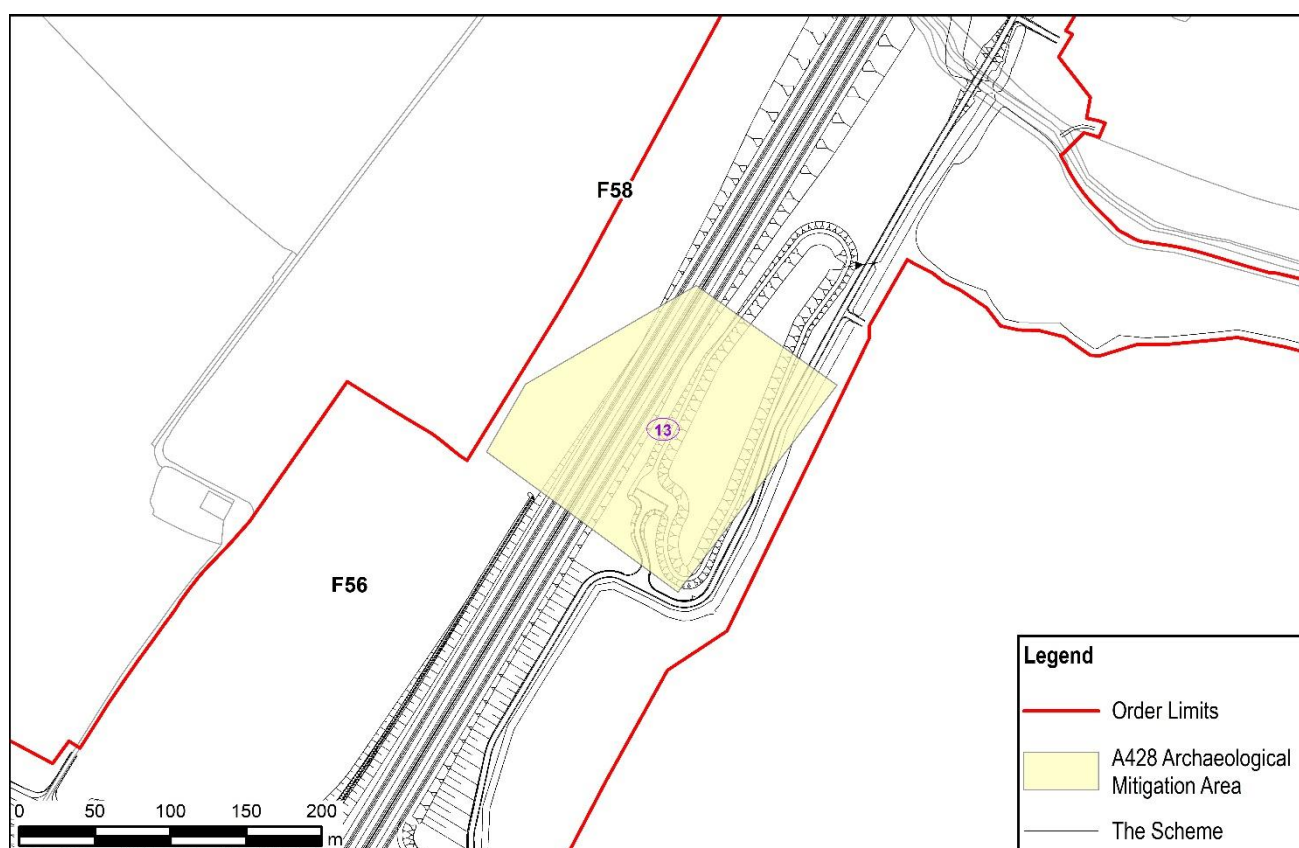 F58
13
F56
Legend
Order Limits
A428 Archaeological
Mitigation Area
The Scheme
0 50 100 150 200
m